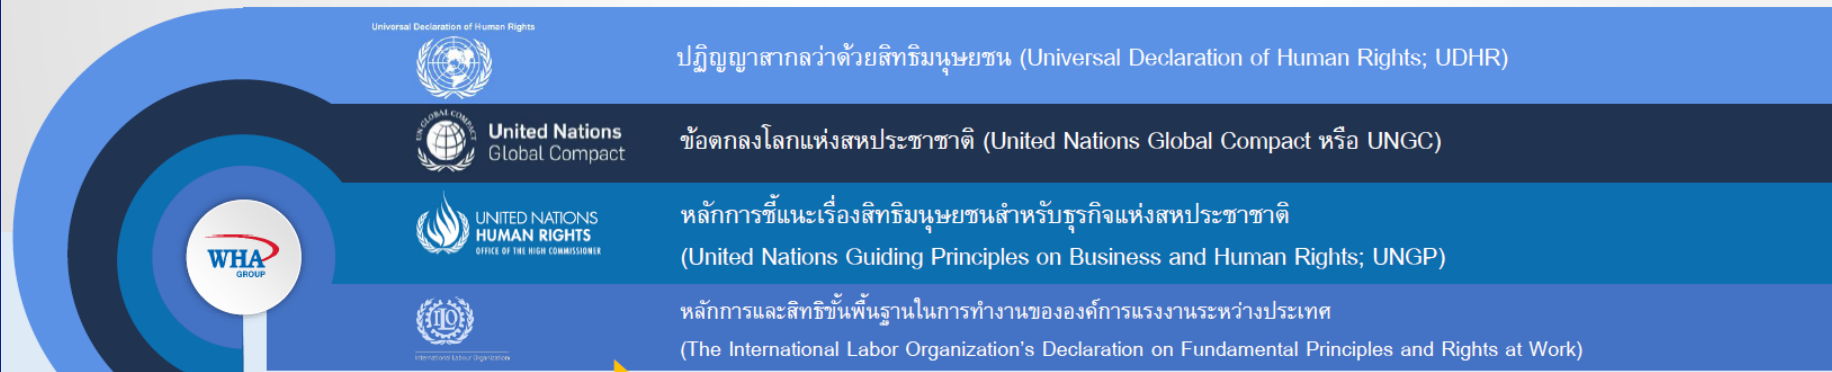 Universal Declaration of Human Rights
ปฏิญญาสากลว่าด้วยสิทธิมนุษยชน (Universal Declaration of Human Rights; UDHR)
UN GLOBAL COMPACT
United Nations
Global Compact
ข้อตกลงโลกแห่งสหประชาชาติ (United Nations Global Compact หรือ UNGC)
UNITED NATIONS
HUMAN RIGHTS
OFFICE OF THE HIGH COMMISSIONER
หลักการชี้แนะเรื่องสิทธิมนุษยชนสำหรับธุรกิจแห่งสหประชาชาติ
(United Nations Guiding Principles on Business and Human Rights; UNGP)
WHA
GROUP
ILO
International Labour Organization
หลักการและสิทธิขั้นพื้นฐานในการทำงานขององค์การแรงงานระหว่างประเทศ
(The International Labor Organization's Declaration on Fundamental Principles and Rights at Work)